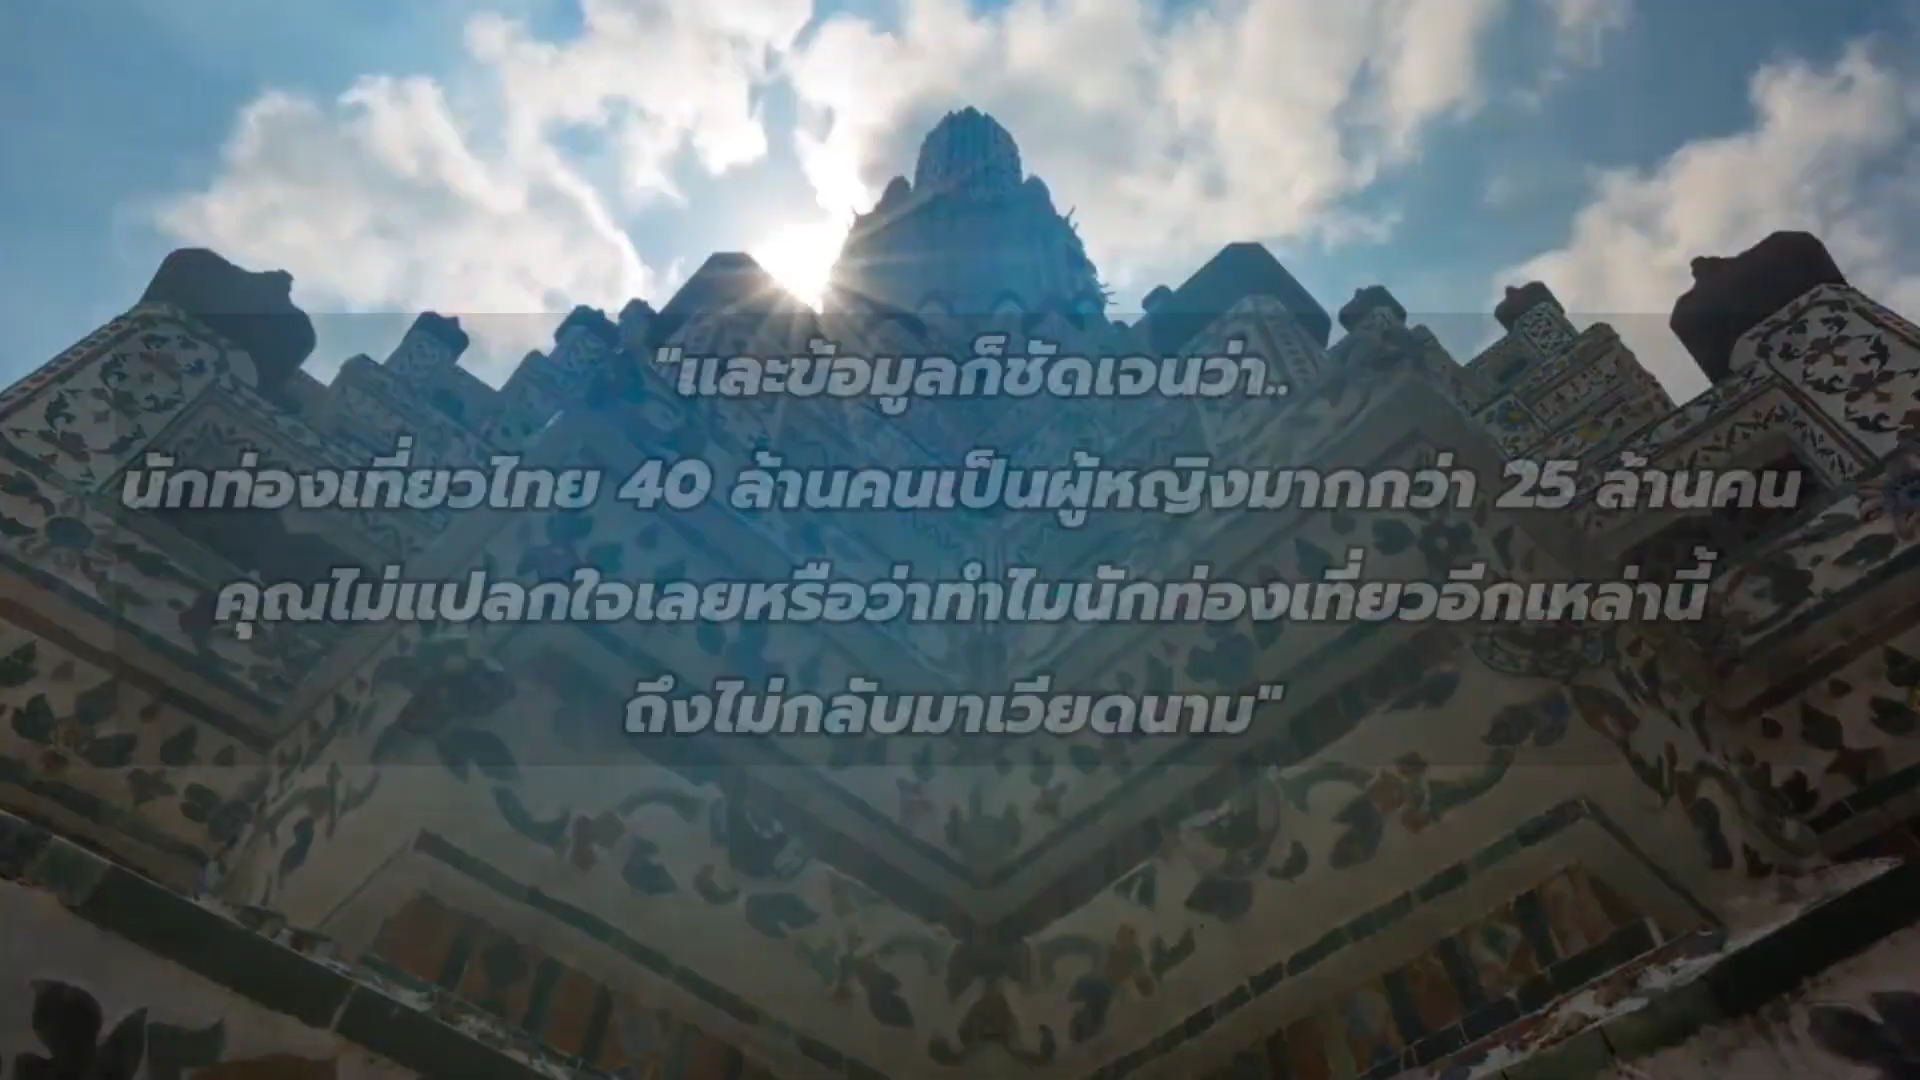 "และข้อมูลก็ชัดเจนว่า..
นักท่องเที่ยวไทย 40 ล้านคนเป็นผู้หญิงมากกว่า 25 ล้านคน
คุณไม่แปลกใจเลยหรือว่าทำไมนักท่องเที่ยวอีกเหล่านี้
ถึงไม่กลับมาเวียดนาม"